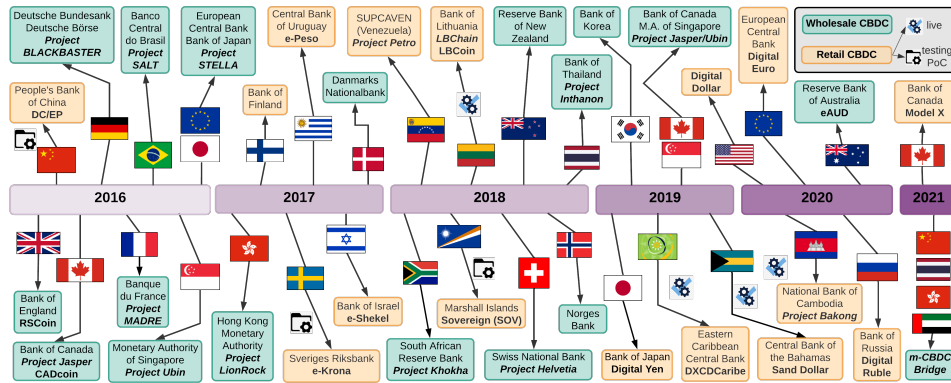 Deutsche Bundesbank
Deutsche Börse
Project
BLACKBASTER
Banco
Central
do Brasil
Project
SALT
European
Central Bank
Bank of Japan
Project
STELLA
Central Bank
of Uruguay
e-Peso
SUPCAVEN
(Venezuela)
Project Petro
Bank of
Lithuania
LBChain
LBCoin
Reserve Bank
of New
Zealand
Bank of
Korea
Bank of Canada
M.A. of Singapore
Project Jasper/Ubin
European
Central
Bank
Digital
Euro
Wholesale CBDC
live
Retail CBDC
testing
PoC
People's Bank
of China
DC/EP
Bank of
Finland
Danmarks
Nationalbank
Bank of
Thailand
Project
Inthanon
Digital
Dollar
Reserve Bank
of Australia
eAUD
Bank of
Canada
Model X
2016
2017
2018
2019
2020
2021
Bank of
England
RSCoin
Bank of Canada
Project Jasper
CADcoin
Banque
du France
Project
MADRE
Monetary Authority
of Singapore
Project Ubin
Hong Kong
Monetary
Authority
Project
LionRock
Sveriges Riksbank
e-Krona
Bank of Israel
e-Shekel
South African
Reserve Bank
Project Khokha
Marshall Islands
Sovereign (SOV)
Swiss National Bank
Project Helvetia
Norges
Bank
Bank of Japan
Digital Yen
Eastern
Caribbean
Central Bank
DXCDCaribe
Central Bank of
the Bahamas
Sand Dollar
National Bank of
Cambodia
Project Bakong
Bank of
Russia
Digital
Ruble
m-CBDC
Bridge